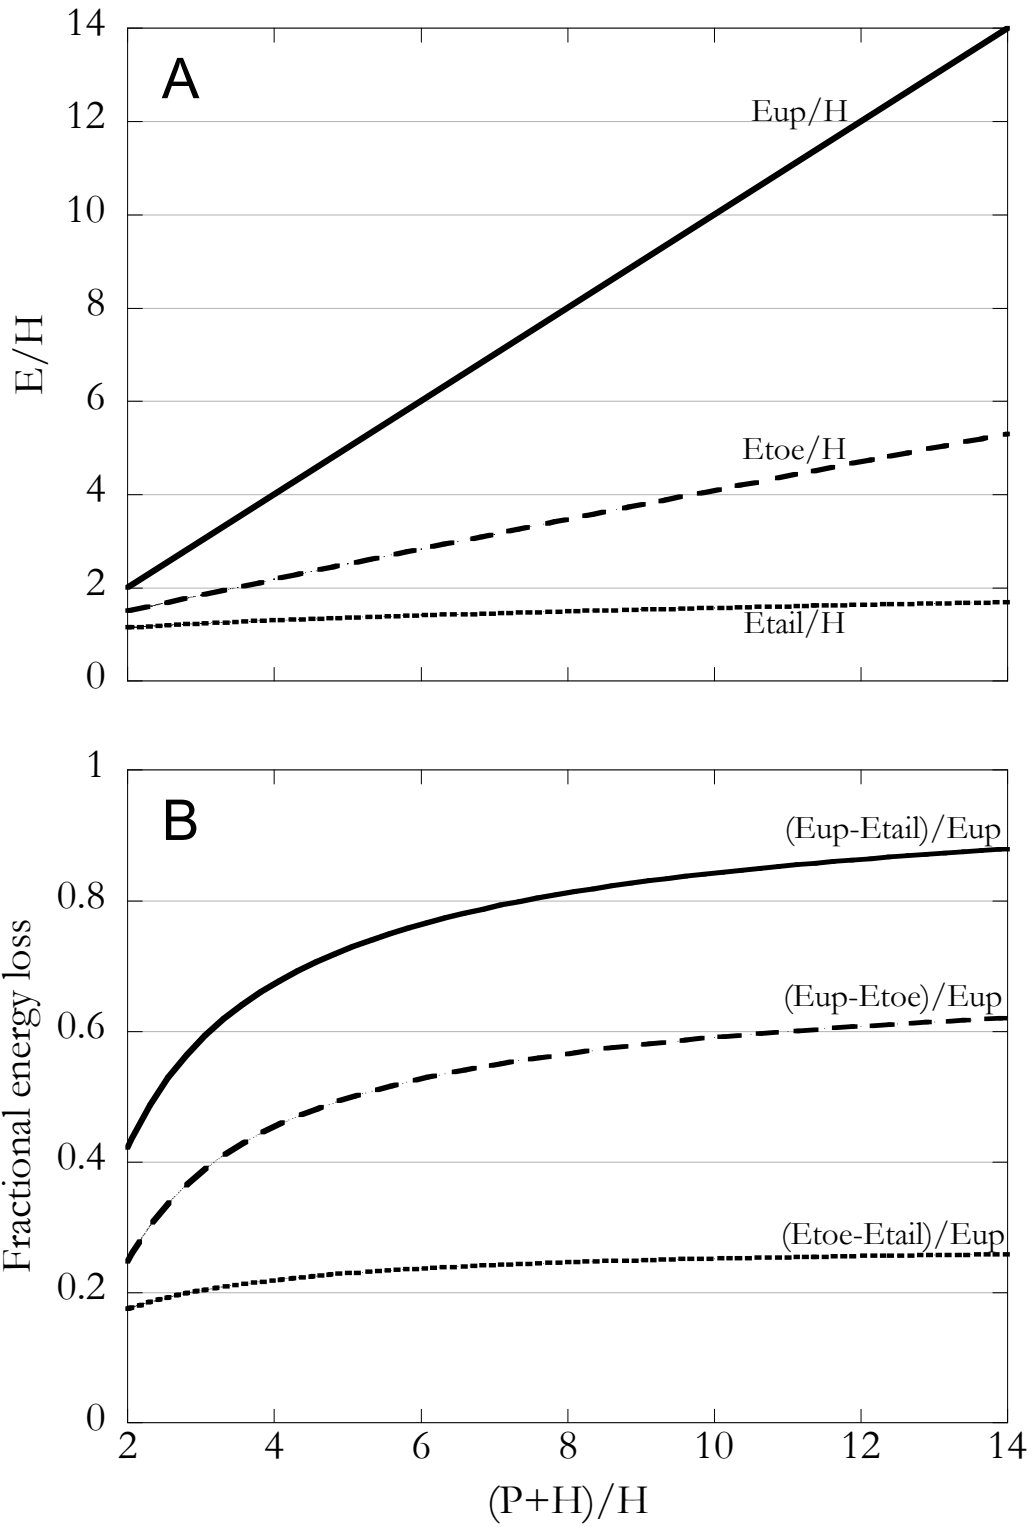 A
14
12
10
8
6
4
2
0
E/H
Eup/H
Etoe/H
Etail/H
B
1
0.8
0.6
0.4
0.2
0
Fractional energy loss
(Eup-Etail)/Eup
(Eup-Etoe)/Eup
(Etoe-Etail)/Eup
2 4 6 8 10 12 14
(P+H)/H